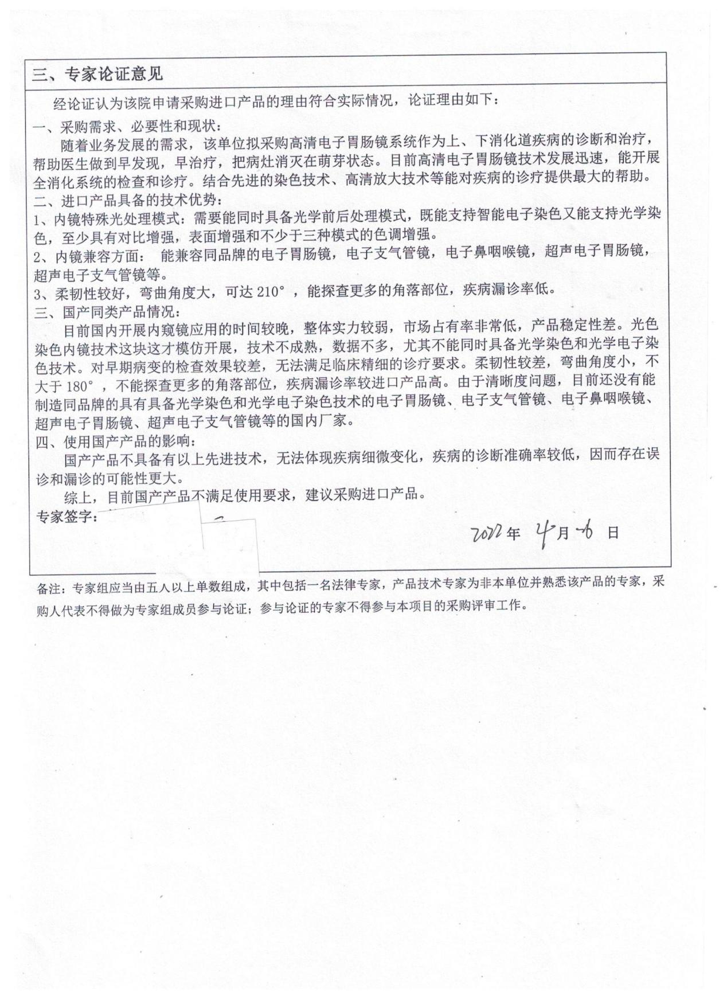 三、专家论证意见
经论证认为该院申请采购进口产品的理由符合实际情况，论证理由如下：
一、采购需求、必要性和现状：
随着业务发展的需求，该单位拟采购高清电子胃肠镜系统作为上、下消化道疾病的诊断和治疗，
帮助医生做到早发现，早治疗，把病灶消灭在萌芽状态。目前高清电子胃肠镜技术发展迅速，能开展
全消化系统的检查和诊疗。结合先进的染色技术、高清放大技术等能对疾病的诊疗提供最大的帮助。
二、进口产品具备的技术优势：
1、内镜特殊光处理模式：需要能同时具备光学前后处理模式，既能支持智能电子染色又能支持光学染
色，至少具有对比增强，表面增强和不少于三种模式的色调增强。
2、内镜兼容方面： 能兼容同品牌的电子胃肠镜，电子支气管镜，电子鼻咽喉镜，超声电子胃肠镜，
超声电子支气管镜等。
3、柔韧性较好，弯曲角度大，可达210°，能探查更多的角落部位，疾病漏诊率低。
三、国产同类产品情况：
目前国内开展内窥镜应用的时间较晚，整体实力较弱，市场占有率非常低，产品稳定性差。光色
染色内镜技术这块这才模仿开展，技术不成熟，数据不多，尤其不能同时具备光学染色和光学电子染
色技术。对早期病变的检查效果较差，无法满足临床精细的诊疗要求。柔韧性较差，弯曲角度小，不
大于180°，不能探查更多的角落部位，疾病漏诊率较进口产品高。由于清晰度问题，目前还没有能
制造同品牌的具有具备光学染色和光学电子染色技术的电子胃肠镜、电子支气管镜、电子鼻咽喉镜、
超声电子胃肠镜、超声电子支气管镜等的国内厂家。
四、使用国产产品的影响：
国产产品不具备有以上先进技术，无法体现疾病细微变化，疾病的诊断准确率较低，因而存在误
诊和漏诊的可能性更大。
综上，目前国产产品不满足使用要求，建议采购进口产品。
专家签字：
2022年 4月 6 日
备注：专家组应当由五人以上单数组成，其中包括一名法律专家，产品技术专家为非本单位并熟悉该产品的专家，采
购人代表不得做为专家组成员参与论证；参与论证的专家不得参与本项目的采购评审工作。